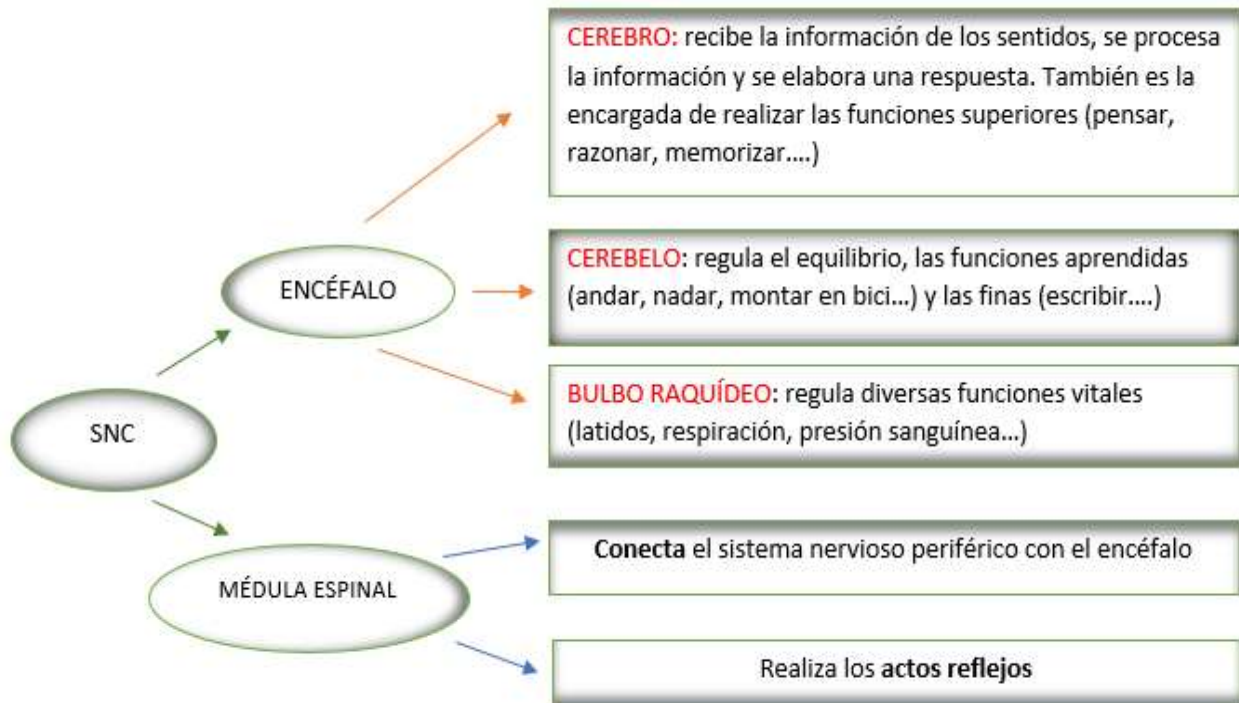 CEREBRO: recibe la información de los sentidos, se procesa
la información y se elabora una respuesta. También es la
encargada de realizar las funciones superiores (pensar,
razonar, memorizar....)
CEREBELO: regula el equilibrio, las funciones aprendidas
(andar, nadar, montar en bici...) y las finas (escribir....)
ENCÉFALO
BULBO RAQUÍDEO: regula diversas funciones vitales
(latidos, respiración, presión sanguínea...)
SNC
Conecta el sistema nervioso periférico con el encéfalo
MÉDULA ESPINAL
Realiza los actos reflejos